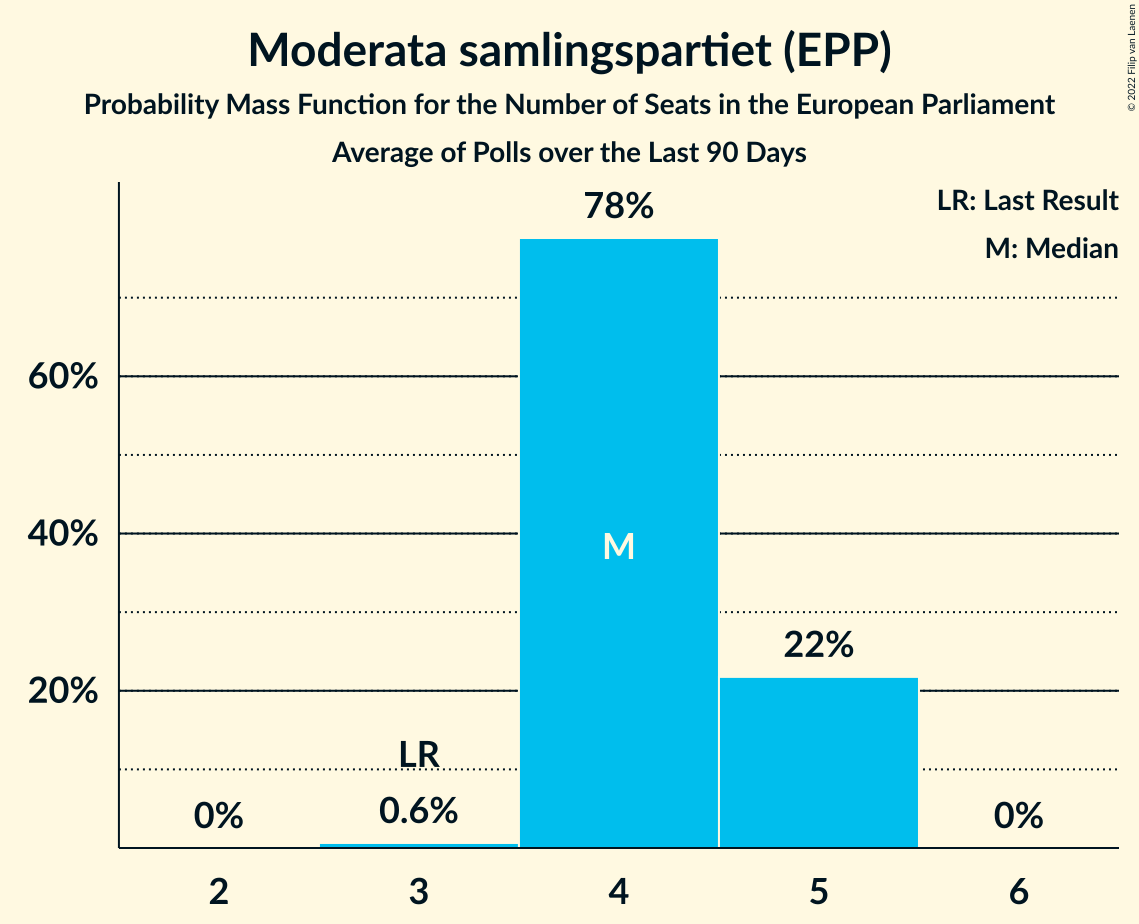 Moderata samlingspartiet (EPP)
Probability Mass Function for the Number of Seats in the European Parliament
Average of Polls over the Last 90 Days
© 2022 Filip van Laenen
LR: Last Result
M: Median
78%
60%
40%
M
22%
20%
LR
0%
0.6%
0%
2
3
4
5
6